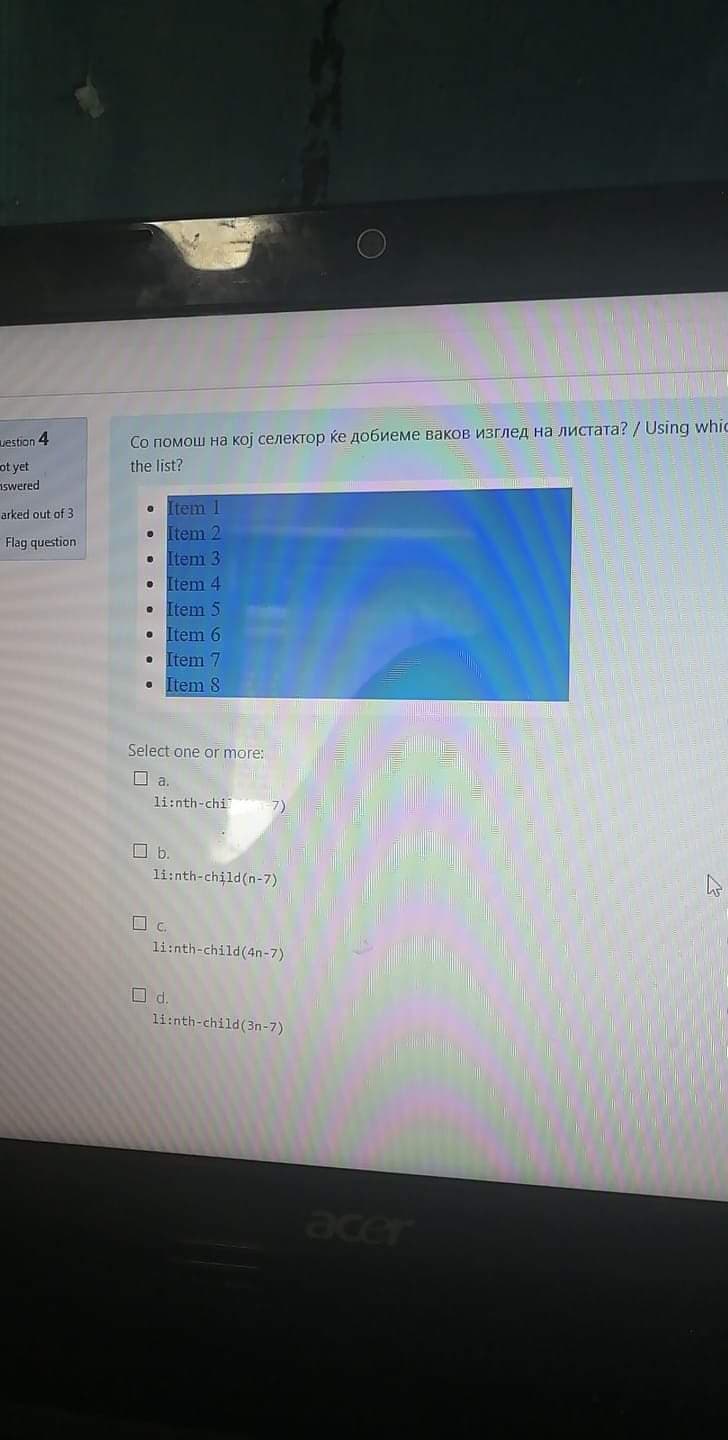 uestion 4
ot yet
nswered
arked out of 3
Flag question
Со помош на кој селектор ќе добиеме ваков изглед на листата? / Using whic
the list?
Item 1
Item 2
Item 3
Item 4
Item 5
Item 6
Item 7
Item 8
Select one or more:
a.
li:nth-chi 7)
b.
li:nth-child(n-7)
c.
li:nth-child(4n-7)
d.
li:nth-child(3n-7)
acer